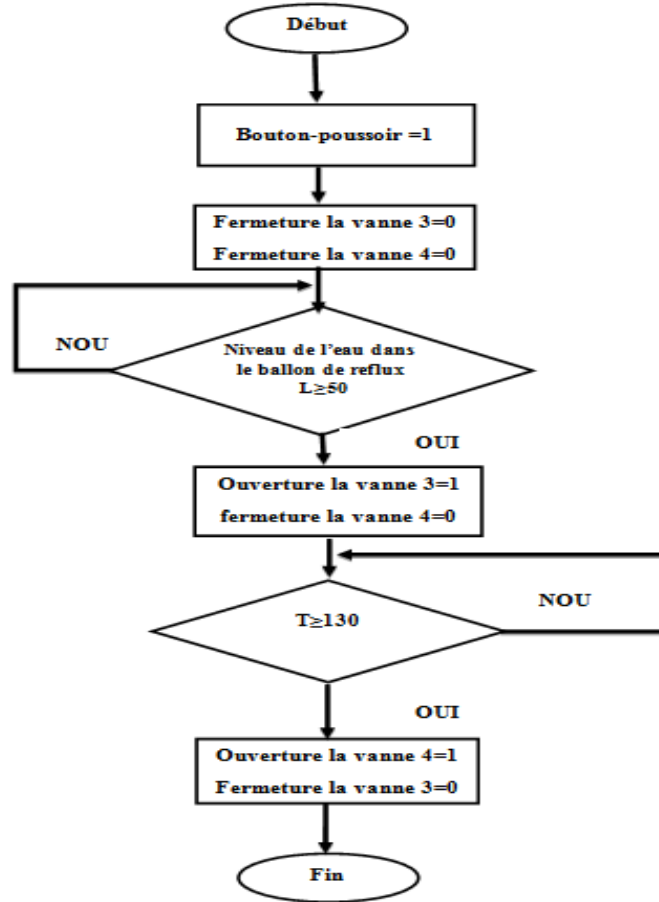 Début
Bouton-poussoir =1
Fermeture la vanne 3=0
Fermeture la vanne 4=0
NOU
Niveau de l'eau dans
le ballon de reflux
L≥50
OUI
Ouverture la vanne 3=1
fermeture la vanne 4=0
T≥130
NOU
OUI
Ouverture la vanne 4=1
Fermeture la vanne 3=0
Fin